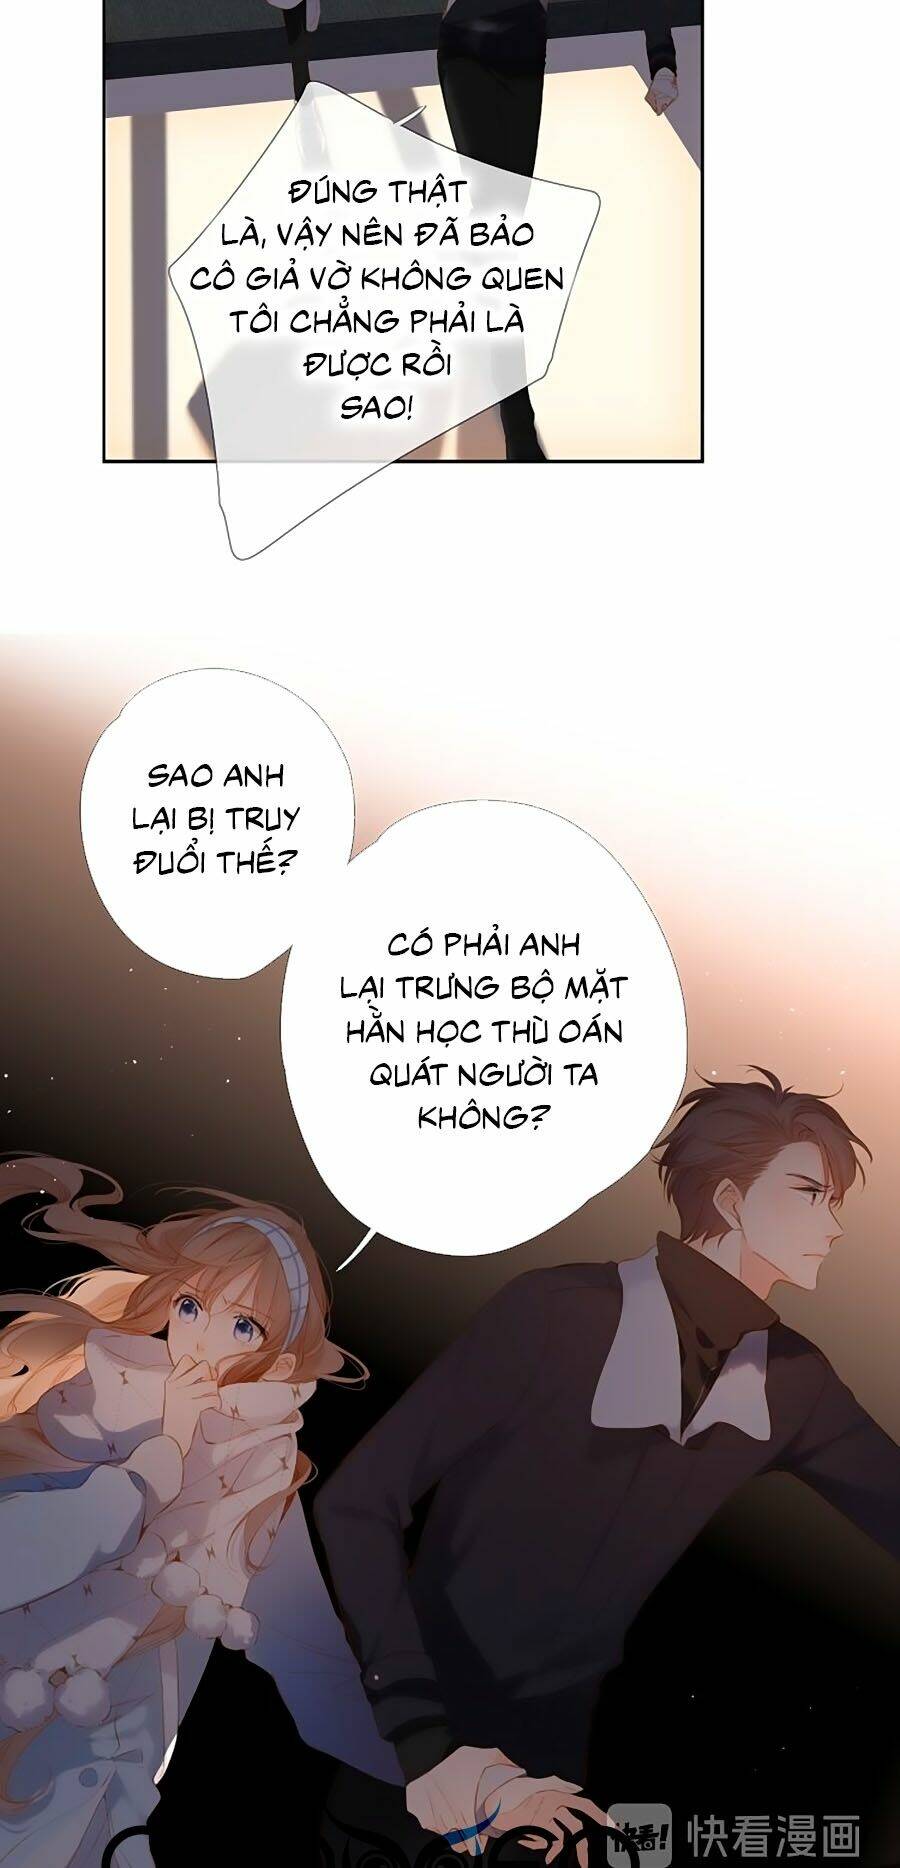 ĐÚNG THẬT
LÀ, VẬY NÊN ĐÃ BẢO
CÔ GIẢ VỜ KHÔNG QUEN
TÔI CHẲNG PHẢI LÀ
ĐƯỢC RỒI
SAO!
SAO ANH
LẠI BỊ TRUY
ĐUỔI THẾ?
CÓ PHẢI ANH
LẠI TRƯNG BỘ MẶT
HẰN HỌC THÙ OÁN
QUÁT NGƯỜI TA
KHÔNG?
快看! 快看漫画